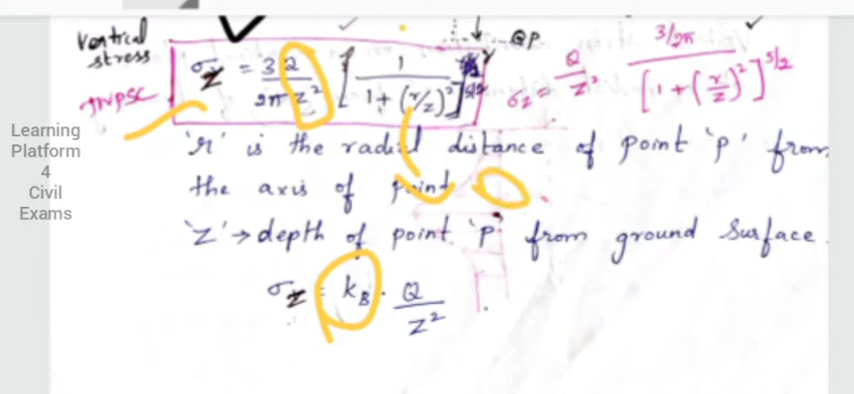 Vertical stress
TNPSC
σz = 3Q/2πz² [1/1+(r/z)²]^5/2
@P
σz = Q/z² 3/2π/[1+(r/z)²]^5/2
Learning
Platform
4
Civil
Exams
'r' is the radial distance of point 'p' from
the axis of point
'Z' → depth of point 'p' from ground surface.
σz = kB · Q/Z²